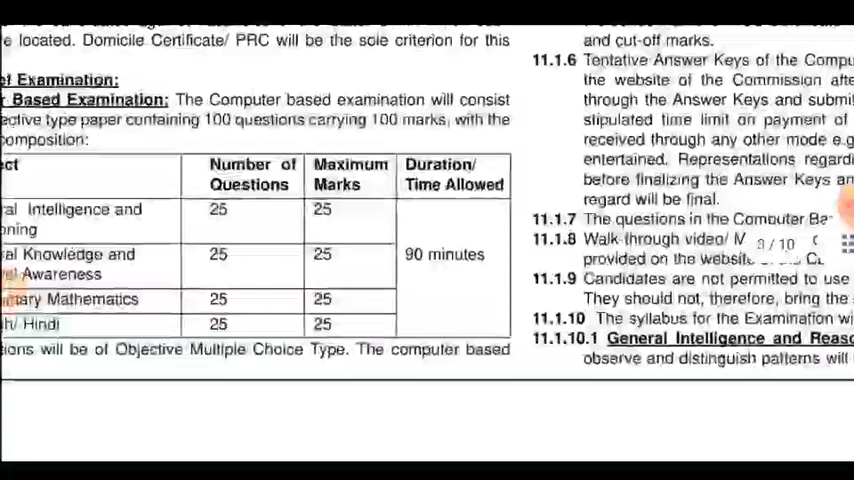 e located. Domicile Certificate/ PRC will be the sole criterion for this
of Examination:
r Based Examination: The Computer based examination will consist
ective type paper containing 100 questions carrying 100 marks, with the
composition:
ct
Number of Questions
Maximum Marks
Duration/ Time Allowed
al Intelligence and
oning
25
25
90 minutes
al Knowledge and
Awareness
25
25
tary Mathematics
25
25
h/ Hindi
25
25
ions will be of Objective Multiple Choice Type. The computer based
and cut-off marks.
11.1.6 Tentative Answer Keys of the Compu
the website of the Commission afte
through the Answer Keys and submit
stipulated time limit on payment of
received through any other mode e.g
entertained. Representations regardi
before finalizing the Answer Keys an
regard will be final.
11.1.7 The questions in the Computer Ba
11.1.8 Walk through video/ M
provided on the website
/ 10
11.1.9 Candidates are not permitted to use
They should not, therefore, bring the
11.1.10 The syllabus for the Examination wi
11.1.10.1 General Intelligence and Reaso
observe and distinguish patterns will